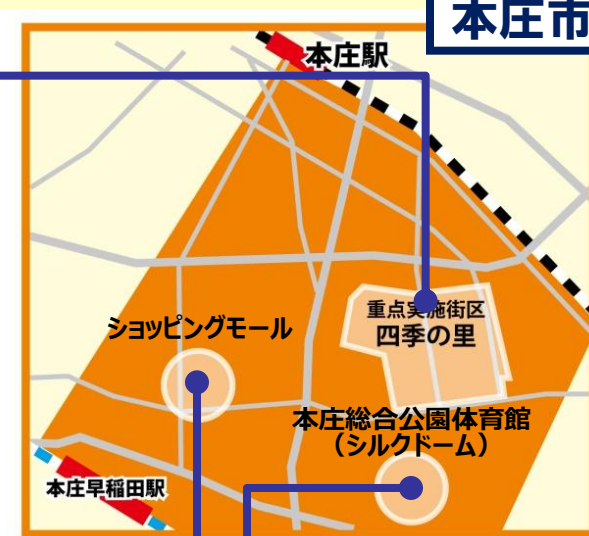 本庄市
本庄駅
重点実施街区
四季の里
ショッピングモール
本庄総合公園体育館
（シルクドーム）
本庄早稲田駅